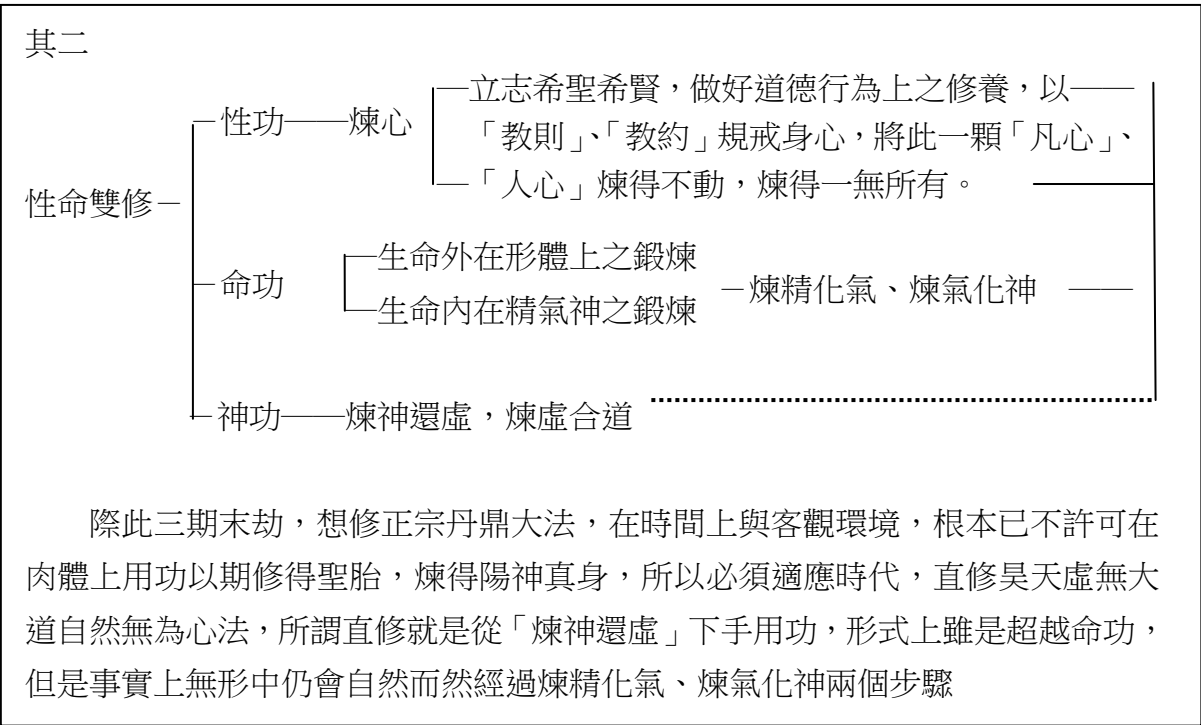 其二
立志希聖希賢，做好道德行為上之修養，以
性功——煉心
「教則」、「教約」規戒身心，將此一顆「凡心」、
「人心」煉得不動，煉得一無所有。
性命雙修
生命外在形體上之鍛煉
命功
煉精化氣、煉氣化神
生命內在精氣神之鍛煉
神功——煉神還虛，煉虛合道
際此三期末劫，想修正宗丹鼎大法，在時間上與客觀環境，根本已不許可在
肉體上用功以期修得聖胎，煉得陽神真身，所以必須適應時代，直修昊天虛無大
道自然無為心法，所謂直修就是從「煉神還虛」下手用功，形式上雖是超越命功，
但是事實上無形中仍會自然而然經過煉精化氣、煉氣化神兩個步驟